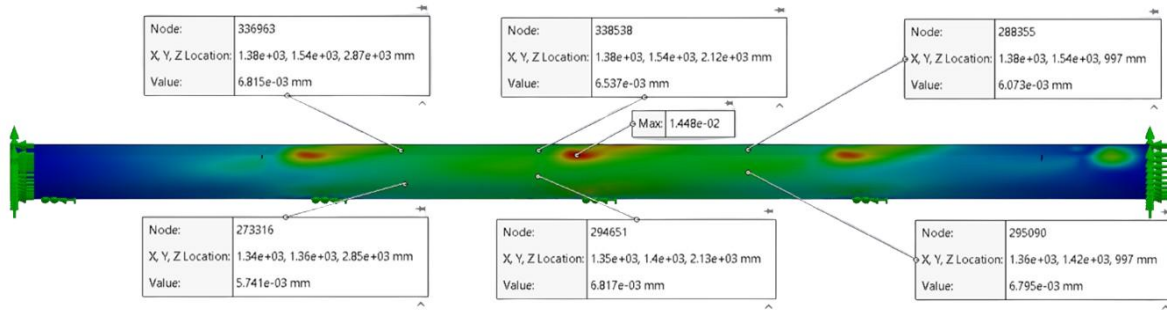 Node: 336963
X, Y, Z Location: 1.38e+03, 1.54e+03, 2.87e+03 mm
Value: 6.815e-03 mm
Node: 338538
X, Y, Z Location: 1.38e+03, 1.54e+03, 2.12e+03 mm
Value: 6.537e-03 mm
Node: 288355
X, Y, Z Location: 1.38e+03, 1.54e+03, 997 mm
Value: 6.073e-03 mm
Max: 1.448e-02
Node: 273316
X, Y, Z Location: 1.34e+03, 1.36e+03, 2.85e+03 mm
Value: 5.741e-03 mm
Node: 294651
X, Y, Z Location: 1.35e+03, 1.4e+03, 2.13e+03 mm
Value: 6.817e-03 mm
Node: 295090
X, Y, Z Location: 1.36e+03, 1.42e+03, 997 mm
Value: 6.795e-03 mm